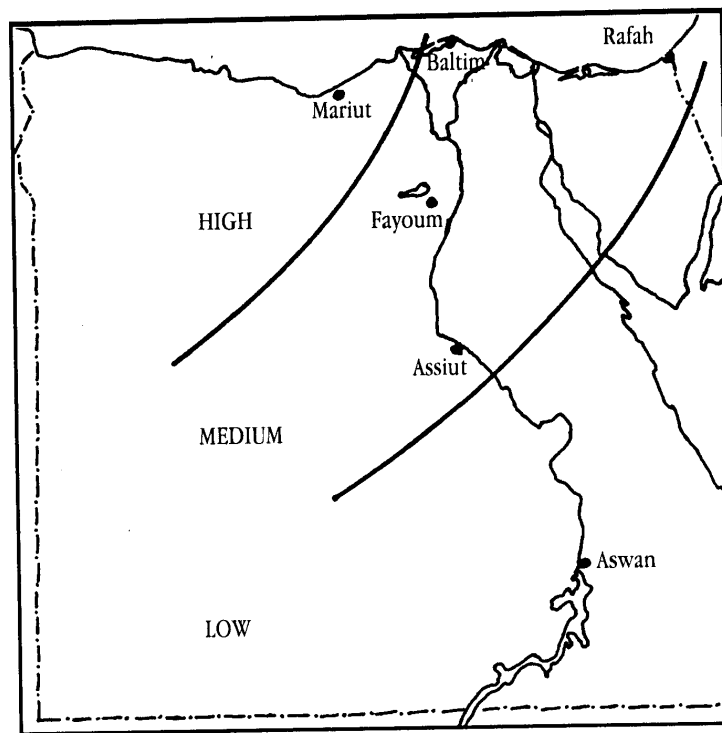 Rafah
Baltim
Mariut
HIGH
Fayoum
Assiut
MEDIUM
Aswan
LOW